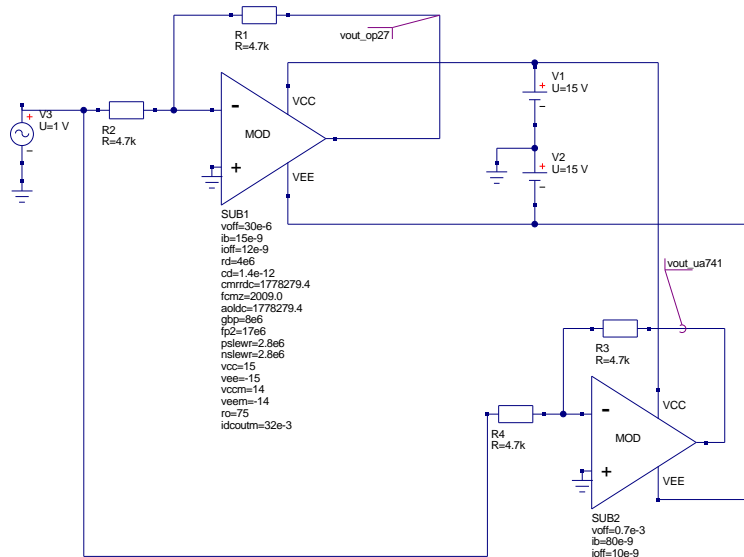 R1
R=4.7k
vout_op27
V3
U=1 V
+
−
R2
R=4.7k
-
+
MOD
VCC
VEE
V1
U=15 V
+
−
V2
U=15 V
+
−
SUB1
voff=30e-6
ib=15e-9
ioff=12e-9
rd=4e6
cd=1.4e-12
cmrrdc=1778279.4
fcmz=2009.0
aoldc=1778279.4
gbp=8e6
fp2=17e6
pslewr=2.8e6
nslewr=2.8e6
vcc=15
vee=-15
vccm=14
veem=-14
ro=75
idcoutm=32e-3
vout_ua741
R3
R=4.7k
R4
R=4.7k
-
+
MOD
VCC
VEE
SUB2
voff=0.7e-3
ib=80e-9
ioff=10e-9